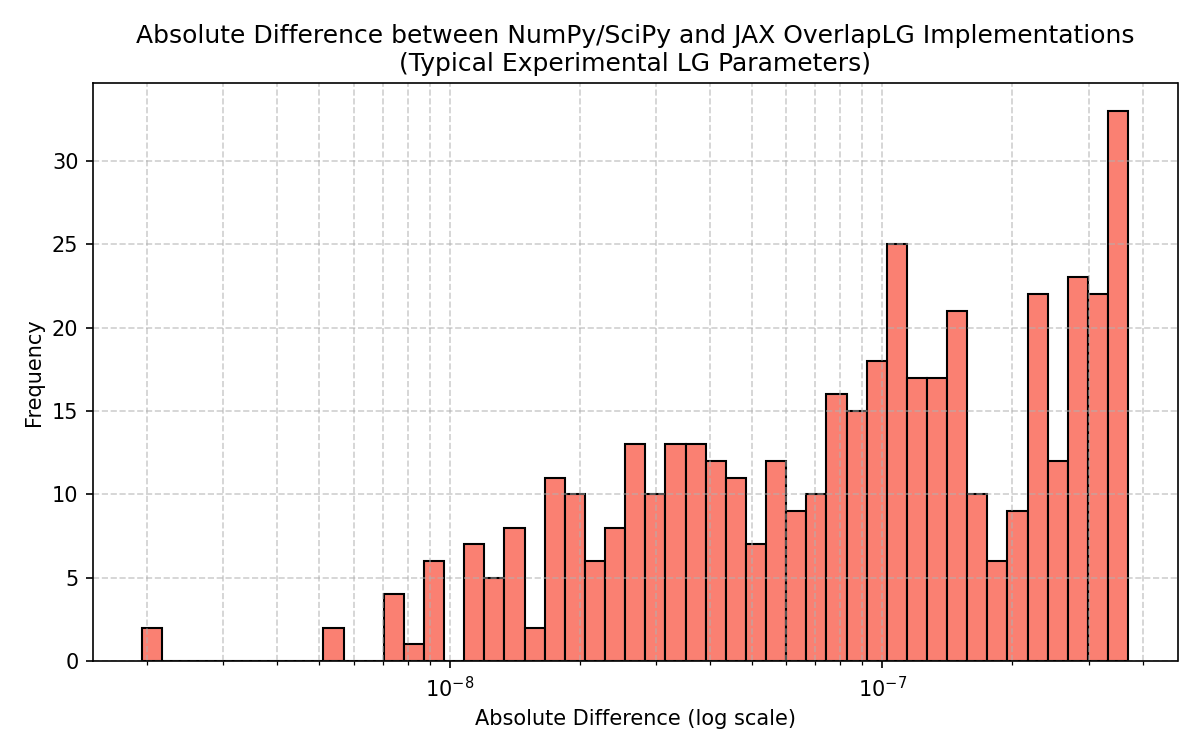 Absolute Difference between NumPy/SciPy and JAX OverlapLG Implementations
(Typical Experimental LG Parameters)
Frequency
30
25
20
15
10
5
0
10⁻⁸
10⁻⁷
Absolute Difference (log scale)